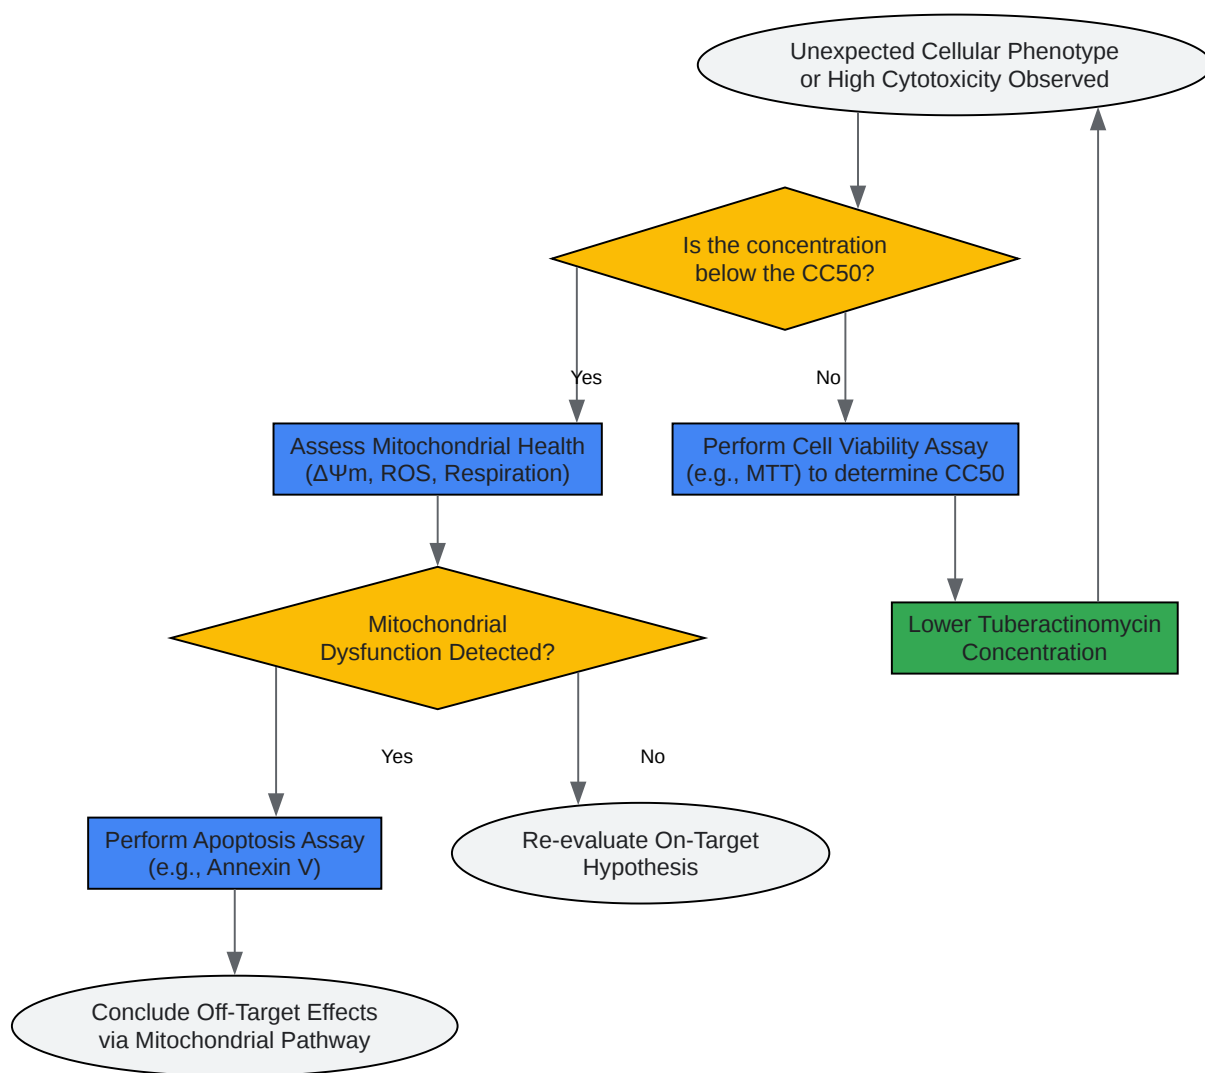 Unexpected Cellular Phenotype
or High Cytotoxicity Observed
Is the concentration
below the CC50?
Yes
No
Assess Mitochondrial Health
(ΔΨm, ROS, Respiration)
Perform Cell Viability Assay
(e.g., MTT) to determine CC50
Mitochondrial
Dysfunction Detected?
Lower Tuberactinomycin
Concentration
Yes
No
Perform Apoptosis Assay
(e.g., Annexin V)
Re-evaluate On-Target
Hypothesis
Conclude Off-Target Effects
via Mitochondrial Pathway